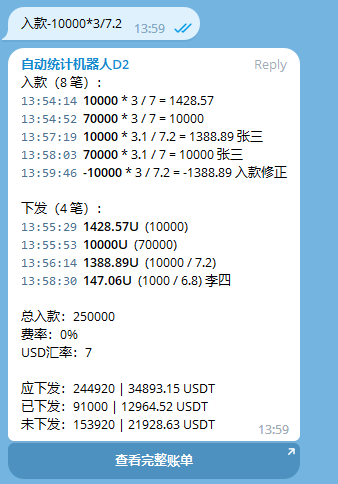 入款-10000*3/7.2
13:59
自动统计机器人D2
Reply
入款（8 笔）：
13:54:14 10000 * 3 / 7 = 1428.57
13:54:52 70000 * 3 / 7 = 10000
13:57:19 10000 * 3.1 / 7.2 = 1388.89 张三
13:58:03 70000 * 3.1 / 7 = 10000 张三
13:59:46 -10000 * 3 / 7.2 = -1388.89 入款修正
下发（4 笔）：
13:55:29 1428.57U (10000)
13:55:53 10000U (70000)
13:56:14 1388.89U (10000 / 7.2)
13:58:30 147.06U (1000 / 6.8) 李四
总入款：250000
费率：0%
USD汇率：7
应下发：244920 | 34893.15 USDT
已下发：91000 | 12964.52 USDT
未下发：153920 | 21928.63 USDT
13:59
查看完整账单